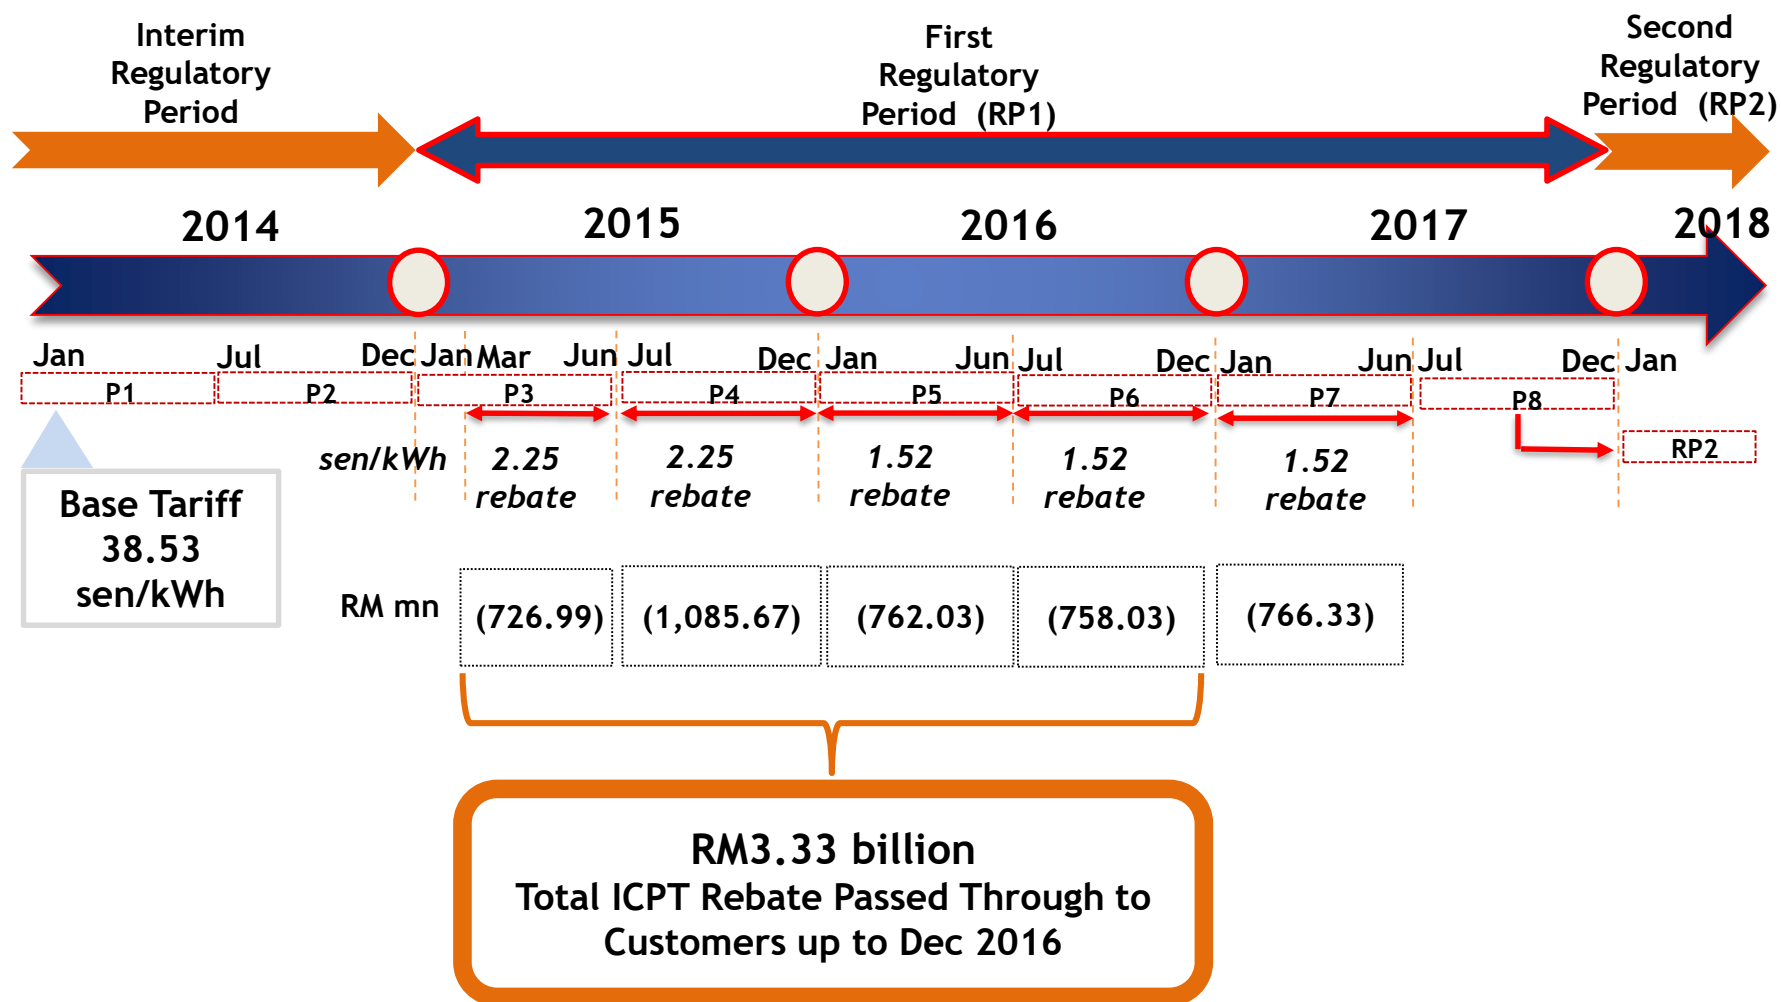 Interim
Regulatory
Period
First
Regulatory
Period (RP1)
Second
Regulatory
Period (RP2)
2014
2015
2016
2017
2018
Jan
Jul
Dec
Jan
Mar
Jun
Jul
Dec
Jan
Jun
Jul
Dec
Jan
Jun
Jul
Dec
Jan
P1
P2
P3
P4
P5
P6
P7
P8
RP2
sen/kWh
2.25
rebate
2.25
rebate
1.52
rebate
1.52
rebate
1.52
rebate
Base Tariff
38.53
sen/kWh
RM mn
(726.99)
(1,085.67)
(762.03)
(758.03)
(766.33)
RM3.33 billion
Total ICPT Rebate Passed Through to
Customers up to Dec 2016